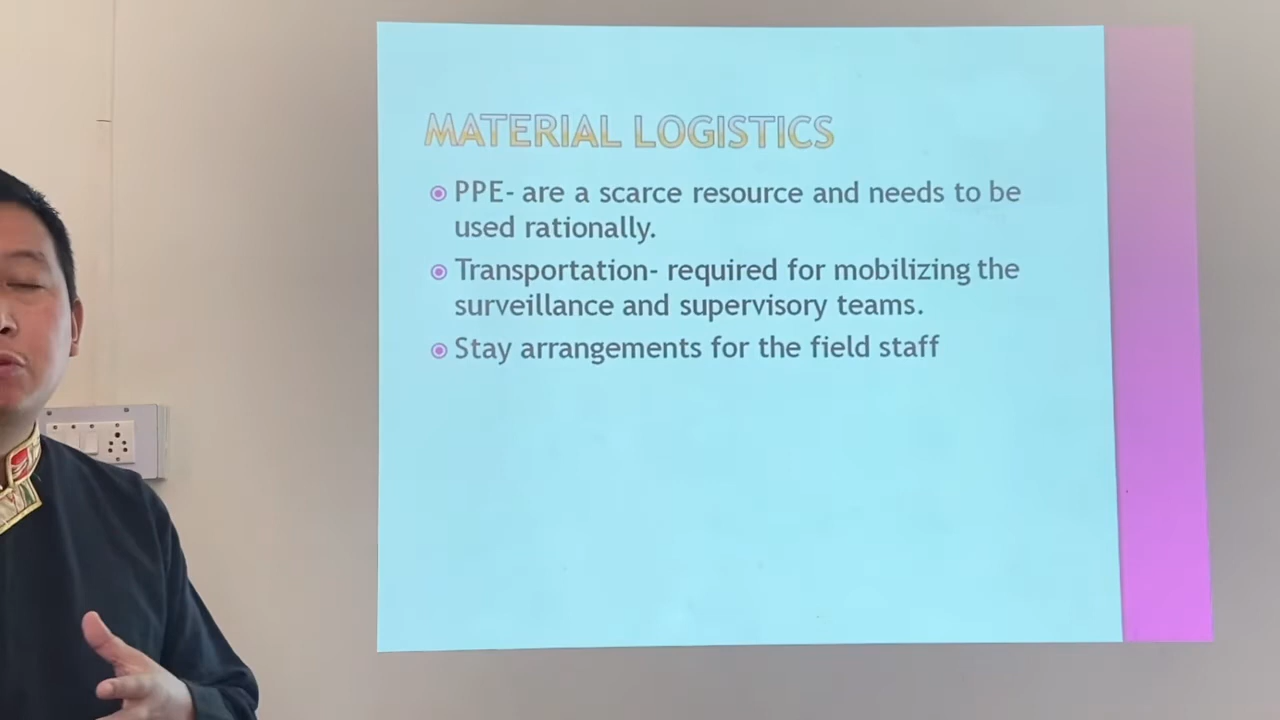 MATERIAL LOGISTICS
PPE- are a scarce resource and needs to be
used rationally.
Transportation- required for mobilizing the
surveillance and supervisory teams.
Stay arrangements for the field staff